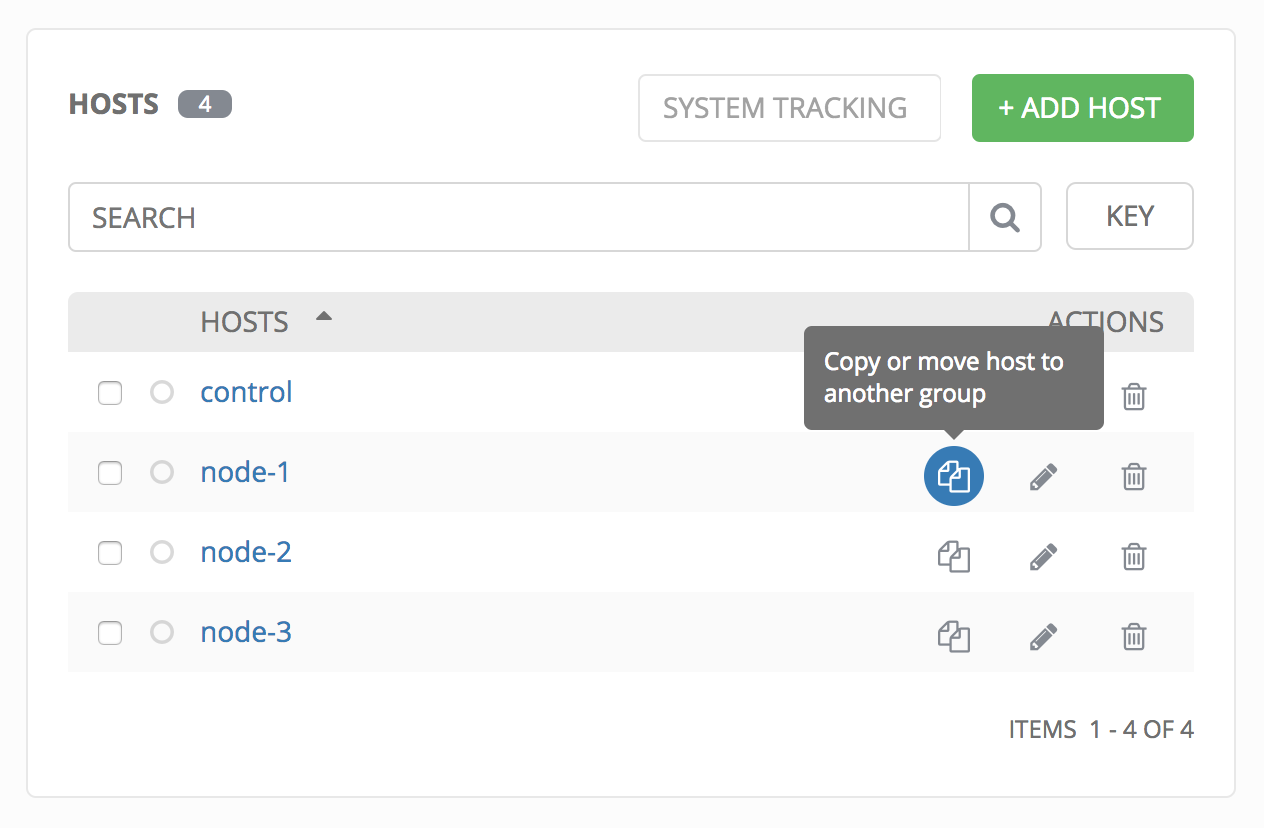 HOSTS 4
SYSTEM TRACKING
+ ADD HOST
SEARCH
KEY
HOSTS
ACTIONS
Copy or move host to
another group
control
node-1
node-2
node-3
ITEMS 1 - 4 OF 4